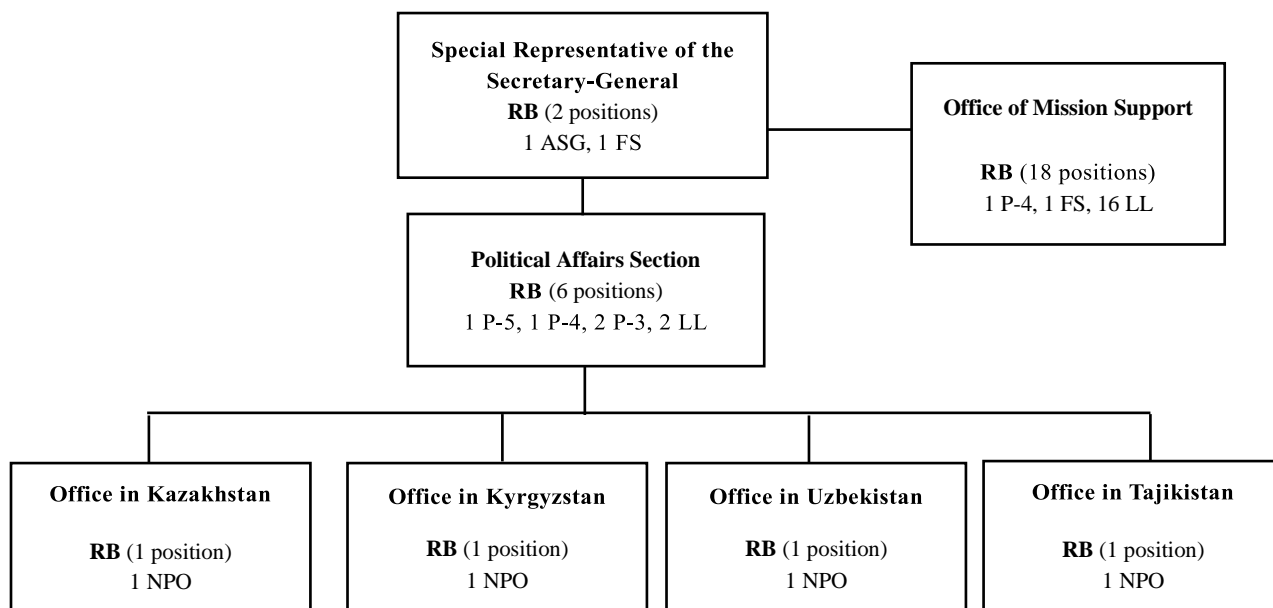 Special Representative of the
Secretary-General
RB (2 positions)
1 ASG, 1 FS
Office of Mission Support
RB (18 positions)
1 P-4, 1 FS, 16 LL
Political Affairs Section
RB (6 positions)
1 P-5, 1 P-4, 2 P-3, 2 LL
Office in Kazakhstan
RB (1 position)
1 NPO
Office in Kyrgyzstan
RB (1 position)
1 NPO
Office in Uzbekistan
RB (1 position)
1 NPO
Office in Tajikistan
RB (1 position)
1 NPO